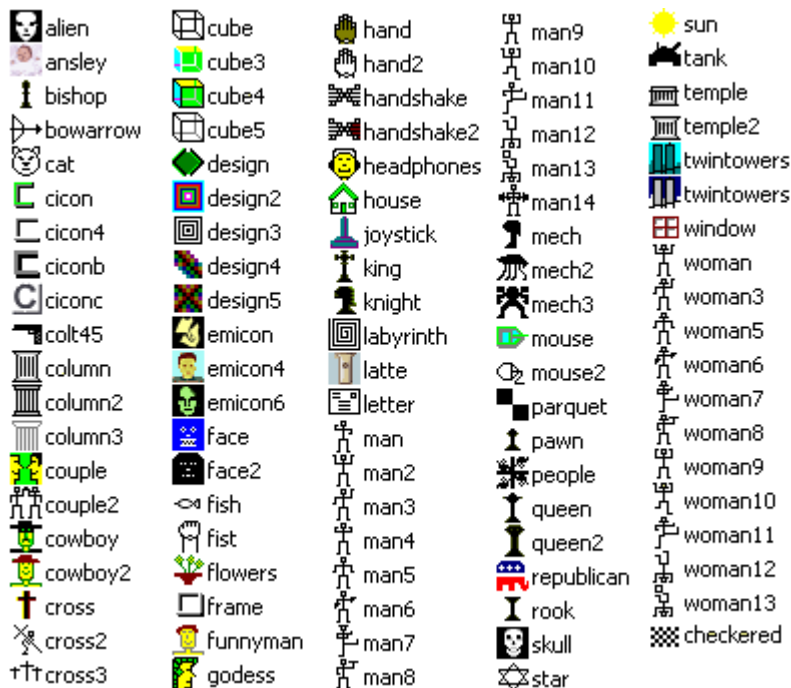 alien
ansley
bishop
bowarrow
cat
cicon
cicon4
ciconb
ciconc
colt45
column
column2
column3
couple
couple2
cowboy
cowboy2
cross
cross2
cross3
cube
cube3
cube4
cube5
design
design2
design3
design4
design5
emicon
emicon4
emicon6
face
face2
fish
fist
flowers
frame
funnyman
godess
hand
hand2
handshake
handshake2
headphones
house
joystick
king
knight
labyrinth
latte
letter
man
man2
man3
man4
man5
man6
man7
man8
man9
man10
man11
man12
man13
man14
mech
mech2
mech3
mouse
mouse2
parquet
pawn
people
queen
queen2
republican
rook
skull
star
sun
tank
temple
temple2
twintowers
twintowers
window
woman
woman3
woman5
woman6
woman7
woman8
woman9
woman10
woman11
woman12
woman13
checkered